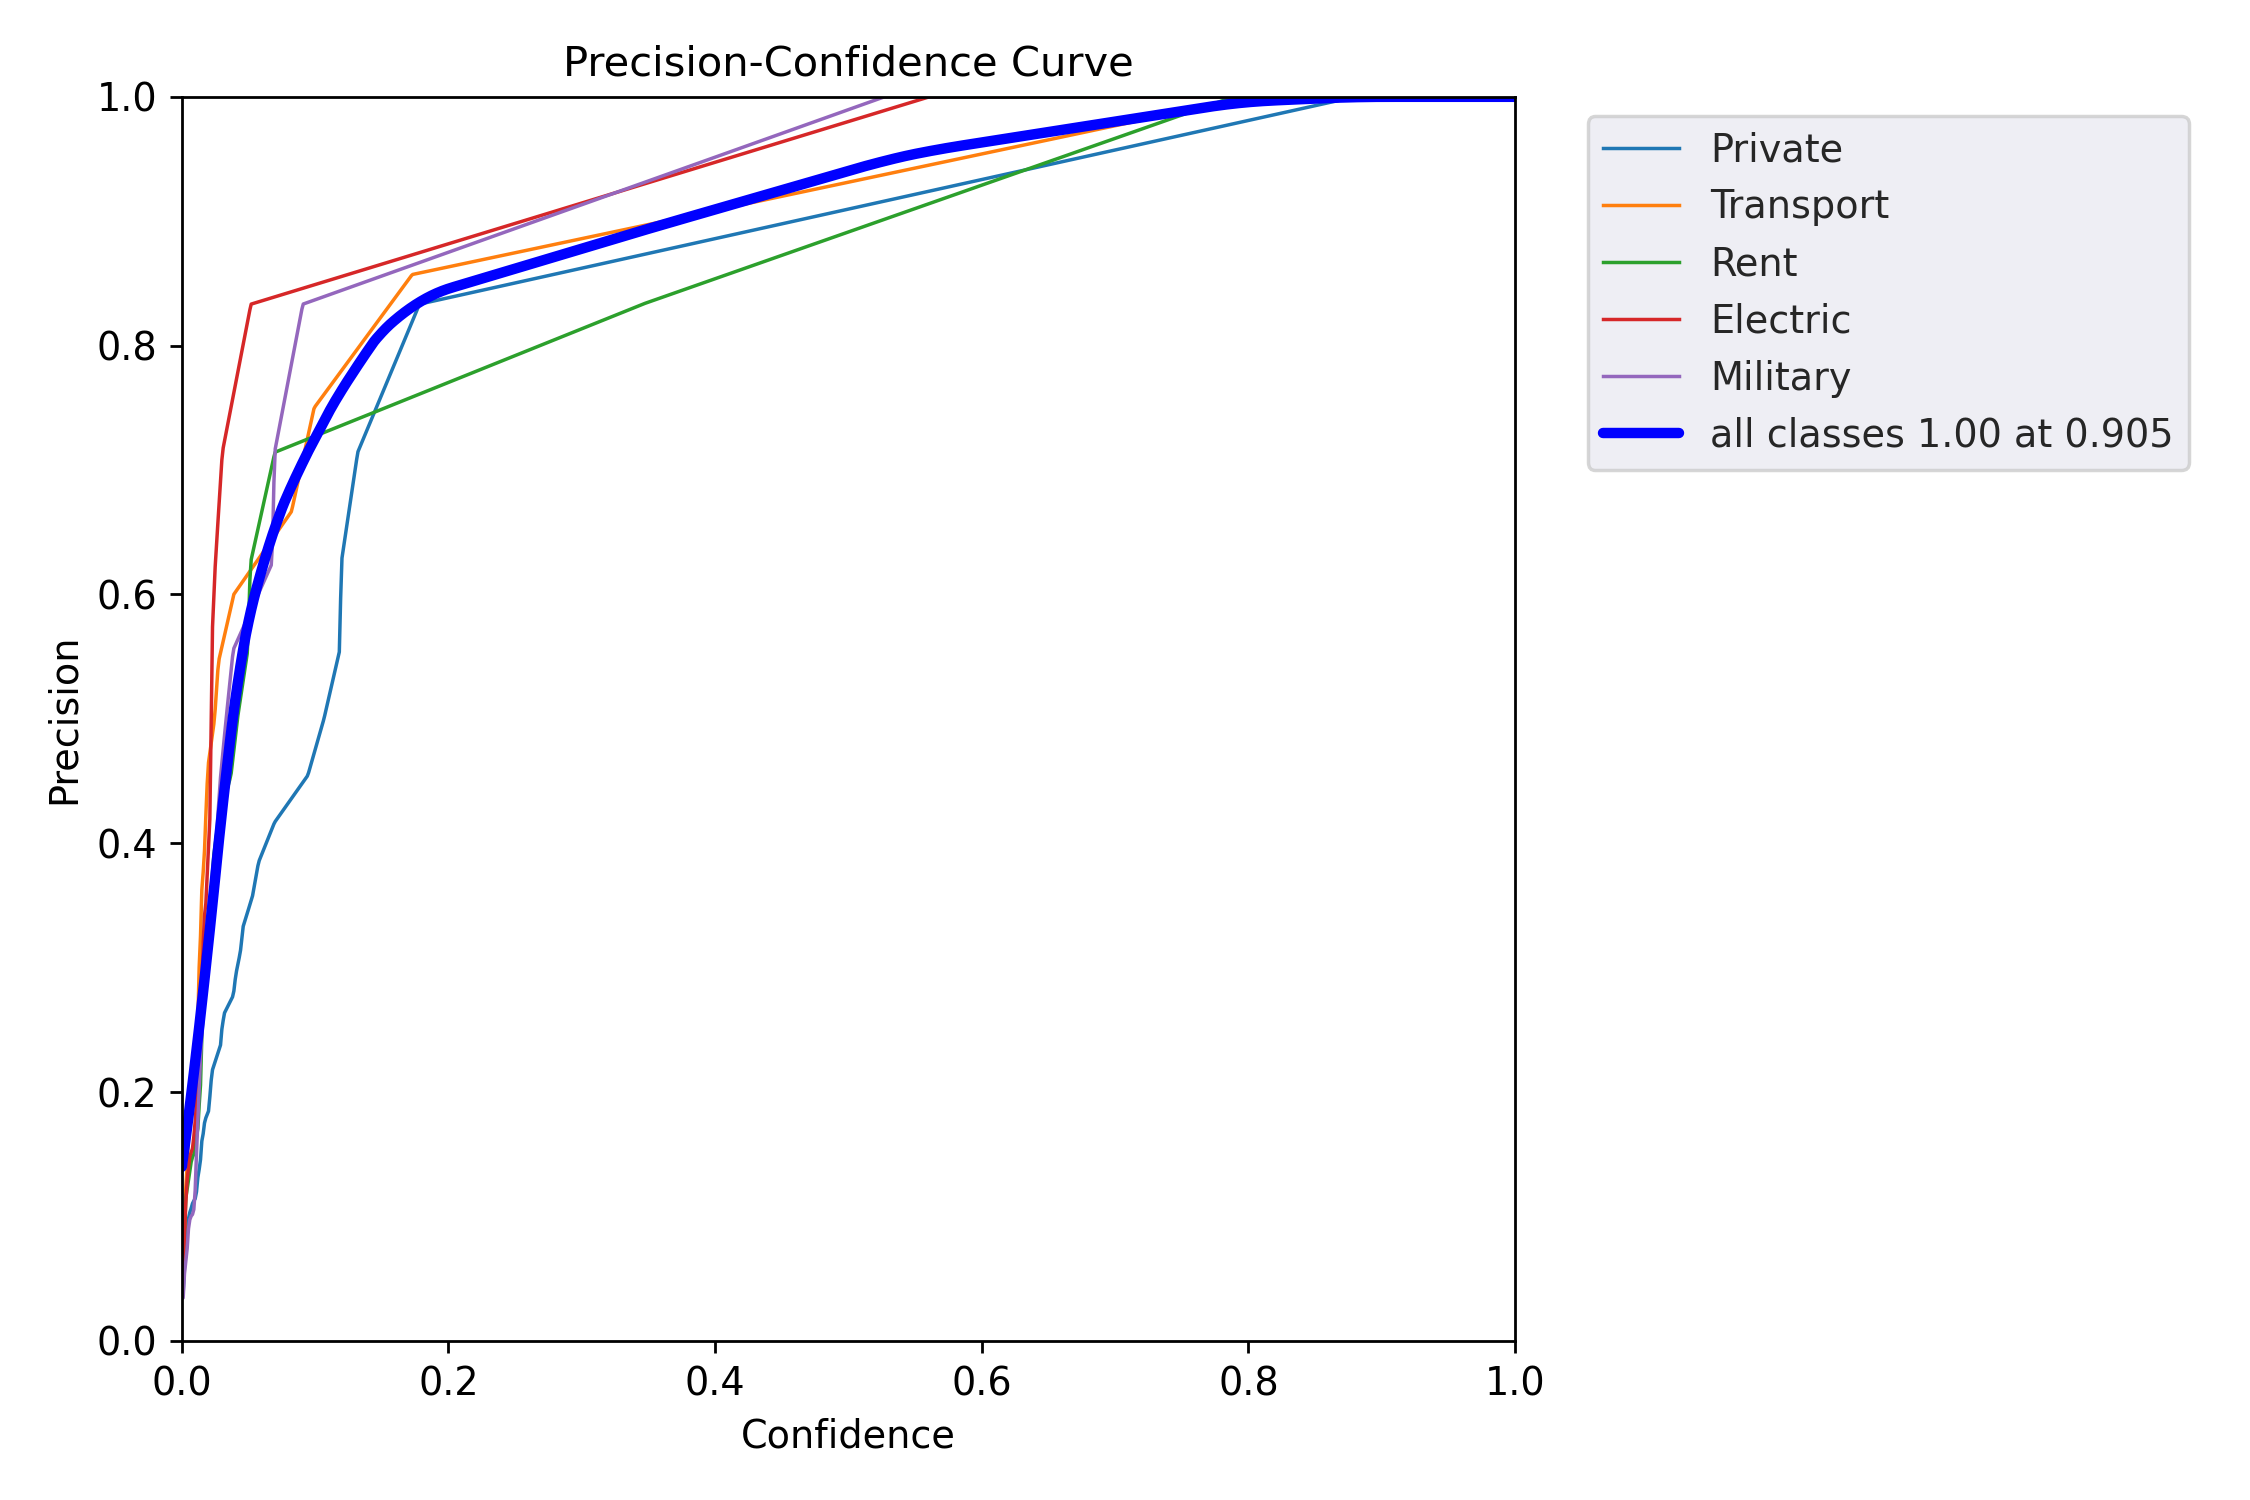 Precision-Confidence Curve
1.0
0.8
0.6
0.4
0.2
0.0
Precision
0.0 0.2 0.4 0.6 0.8 1.0
Confidence
Private
Transport
Rent
Electric
Military
all classes 1.00 at 0.905